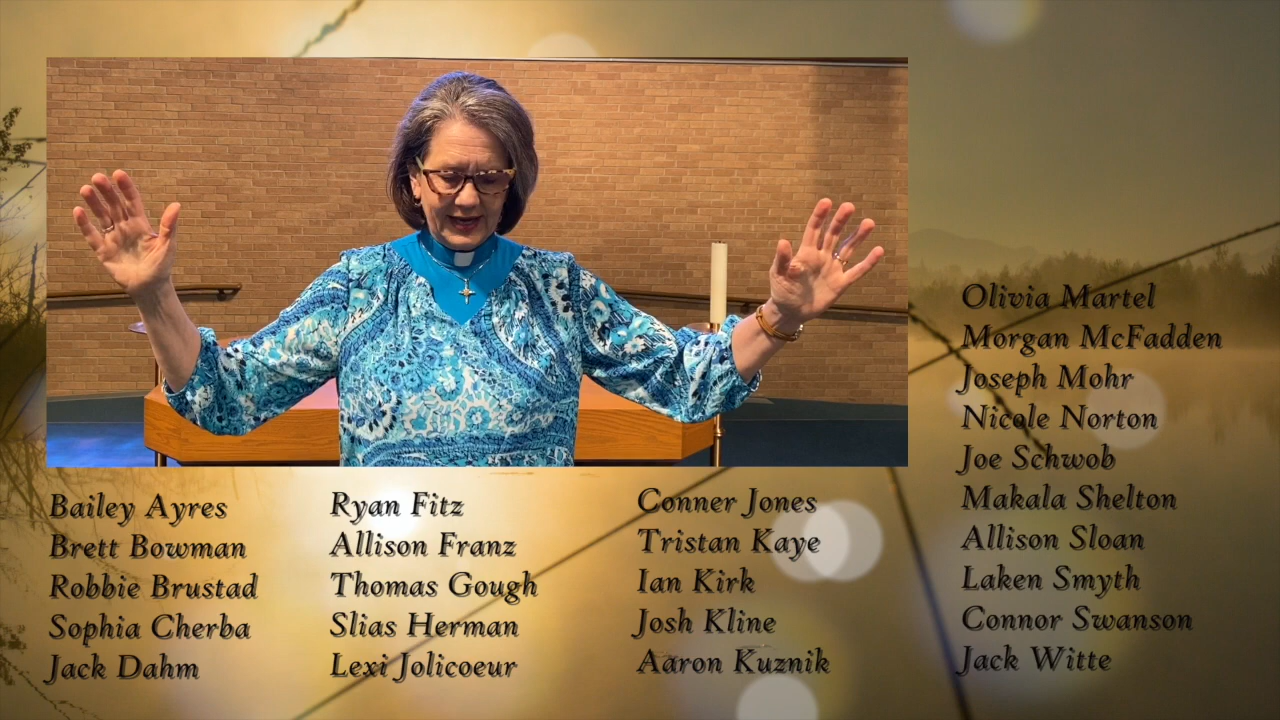 Bailey Ayres
Brett Bowman
Robbie Brustad
Sophia Cherba
Jack Dahm
Ryan Fitz
Allison Franz
Thomas Gough
Slias Herman
Lexi Jolicoeur
Conner Jones
Tristan Kaye
Ian Kirk
Josh Kline
Aaron Kuznik
Olivia Martel
Morgan McFadden
Joseph Mohr
Nicole Norton
Joe Schwob
Makala Shelton
Allison Sloan
Laken Smyth
Connor Swanson
Jack Witte